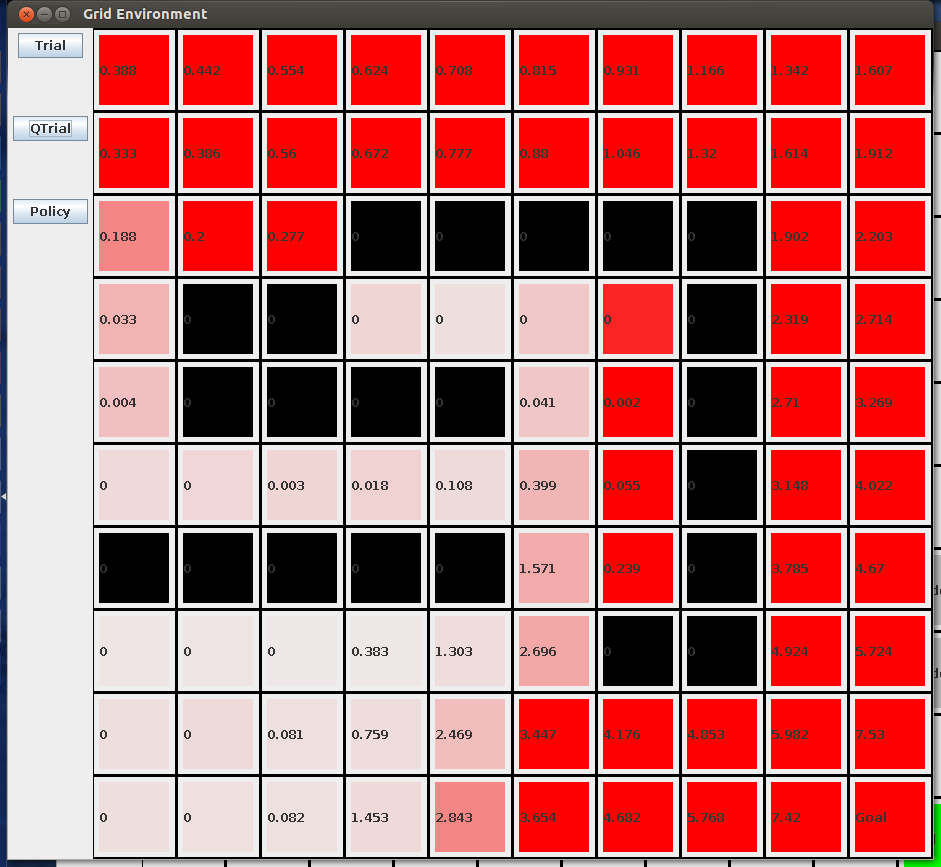 Grid Environment
Trial
0.388 0.442 0.554 0.624 0.708 0.815 0.931 1.166 1.342 1.607
QTrial
0.333 0.386 0.56 0.672 0.777 0.88 1.046 1.32 1.614 1.912
Policy
0.188 0.2 0.277 0 0 0 0 0 1.902 2.203
0.033 0 0 0 0 0 0 0 2.319 2.714
0.004 0 0 0 0 0.041 0.002 0 2.71 3.269
0 0 0.003 0.018 0.108 0.399 0.055 0 3.148 4.022
0 0 0 0 0 1.571 0.239 0 3.785 4.67
0 0 0 0.383 1.303 2.696 0 0 4.924 5.724
0 0 0.081 0.759 2.469 3.447 4.176 4.853 5.982 7.53
0 0 0.082 1.453 2.843 3.654 4.682 5.768 7.42 Goal